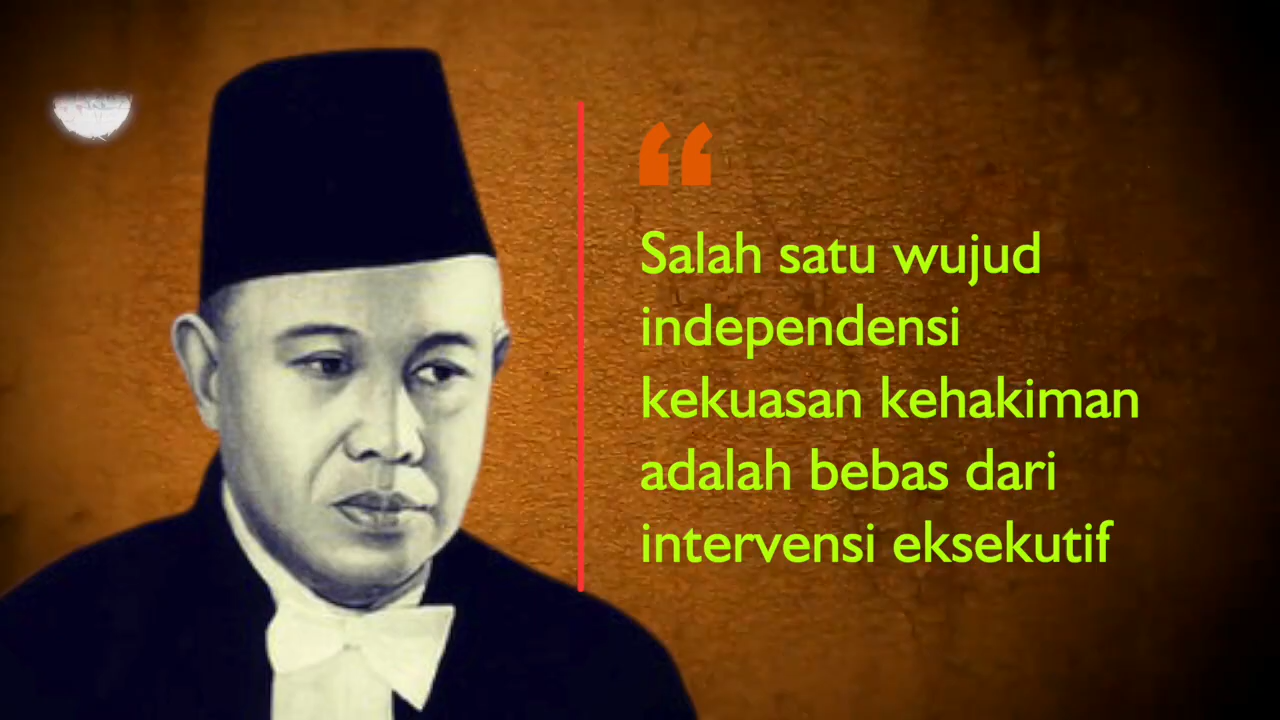 “
Salah satu wujud
independensi
kekuasan kehakiman
adalah bebas dari
intervensi eksekutif